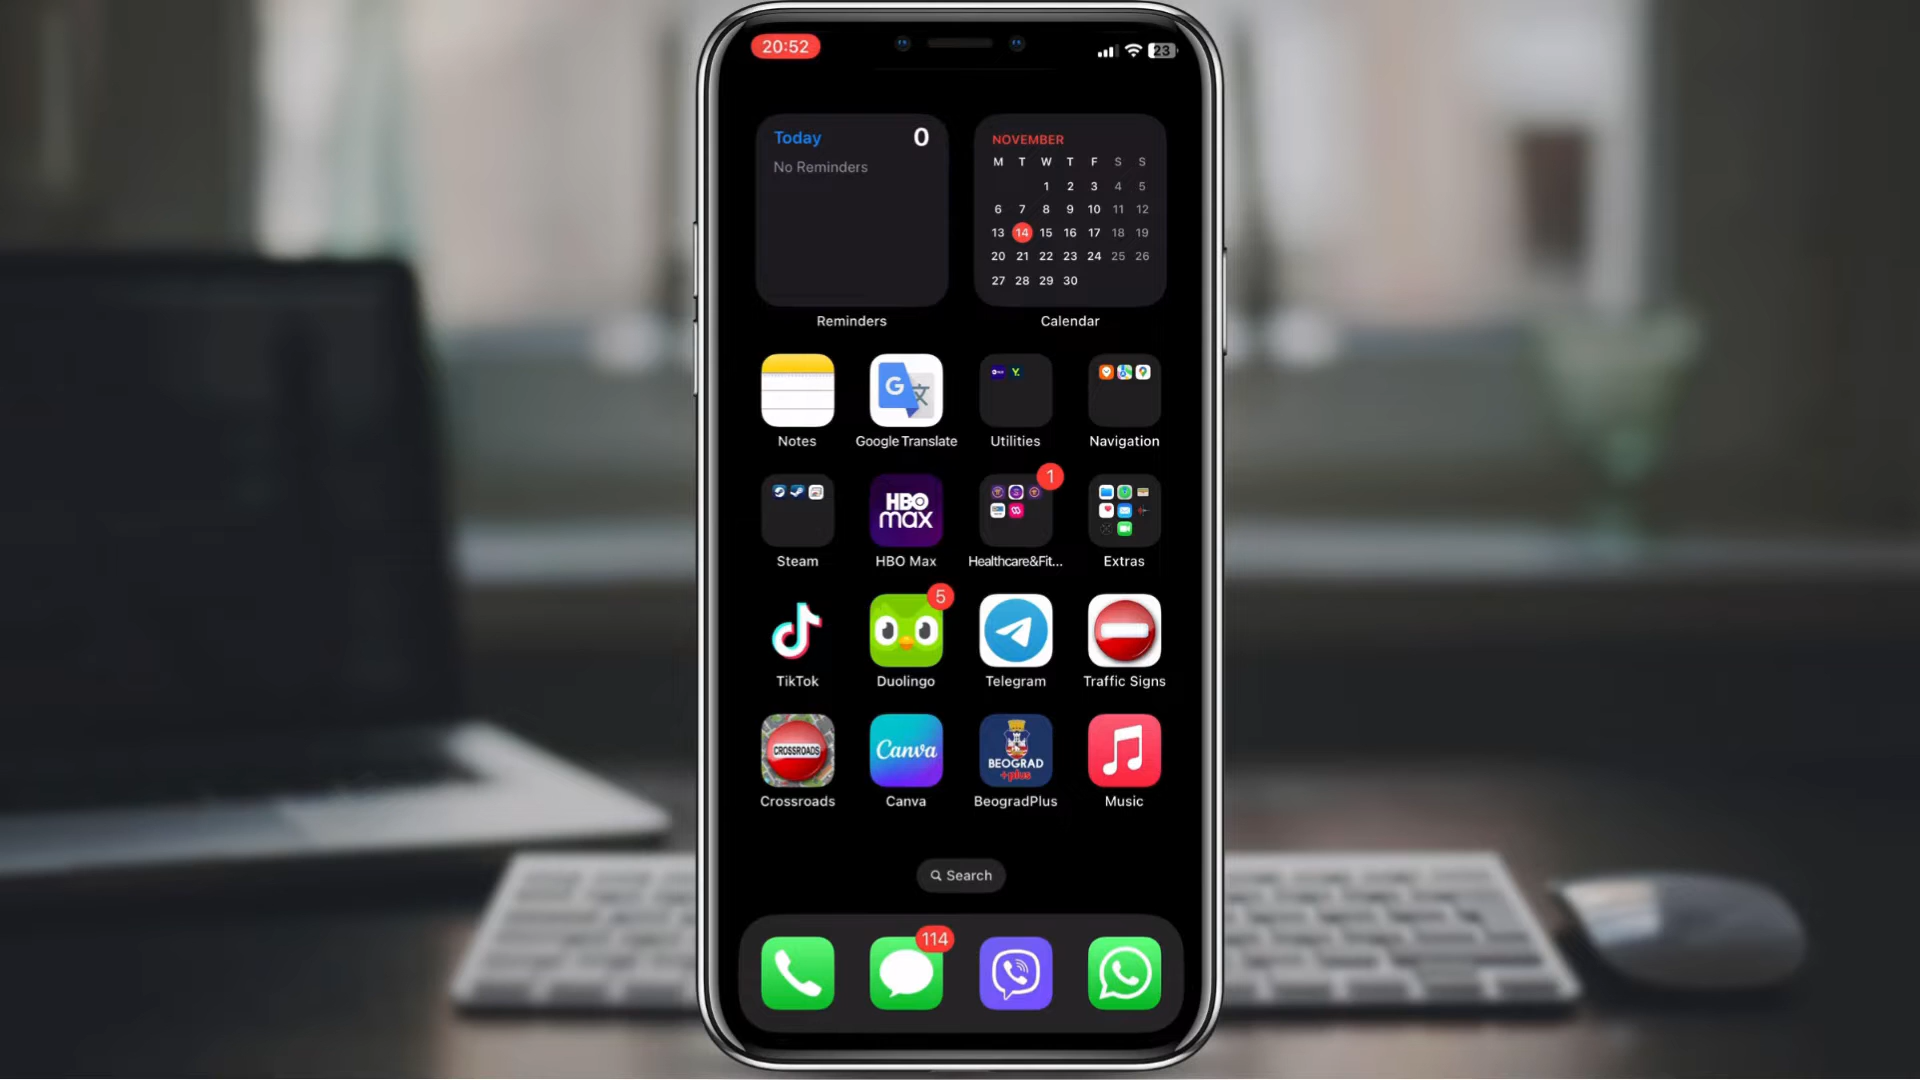 20:52
23
Today 0
No Reminders
Reminders
NOVEMBER
M T W T F S S
1 2 3 4 5
6 7 8 9 10 11 12
13 14 15 16 17 18 19
20 21 22 23 24 25 26
27 28 29 30
Calendar
Notes
G 文
Google Translate
Y.
Utilities
Navigation
Steam
HBO
max
HBO Max
1
Healthcare&Fit...
Extras
TikTok
5
Duolingo
Telegram
Traffic Signs
CROSSROADS
Crossroads
Canva
Canva
BEOGRAD
+plus
BeogradPlus
Music
Search
114